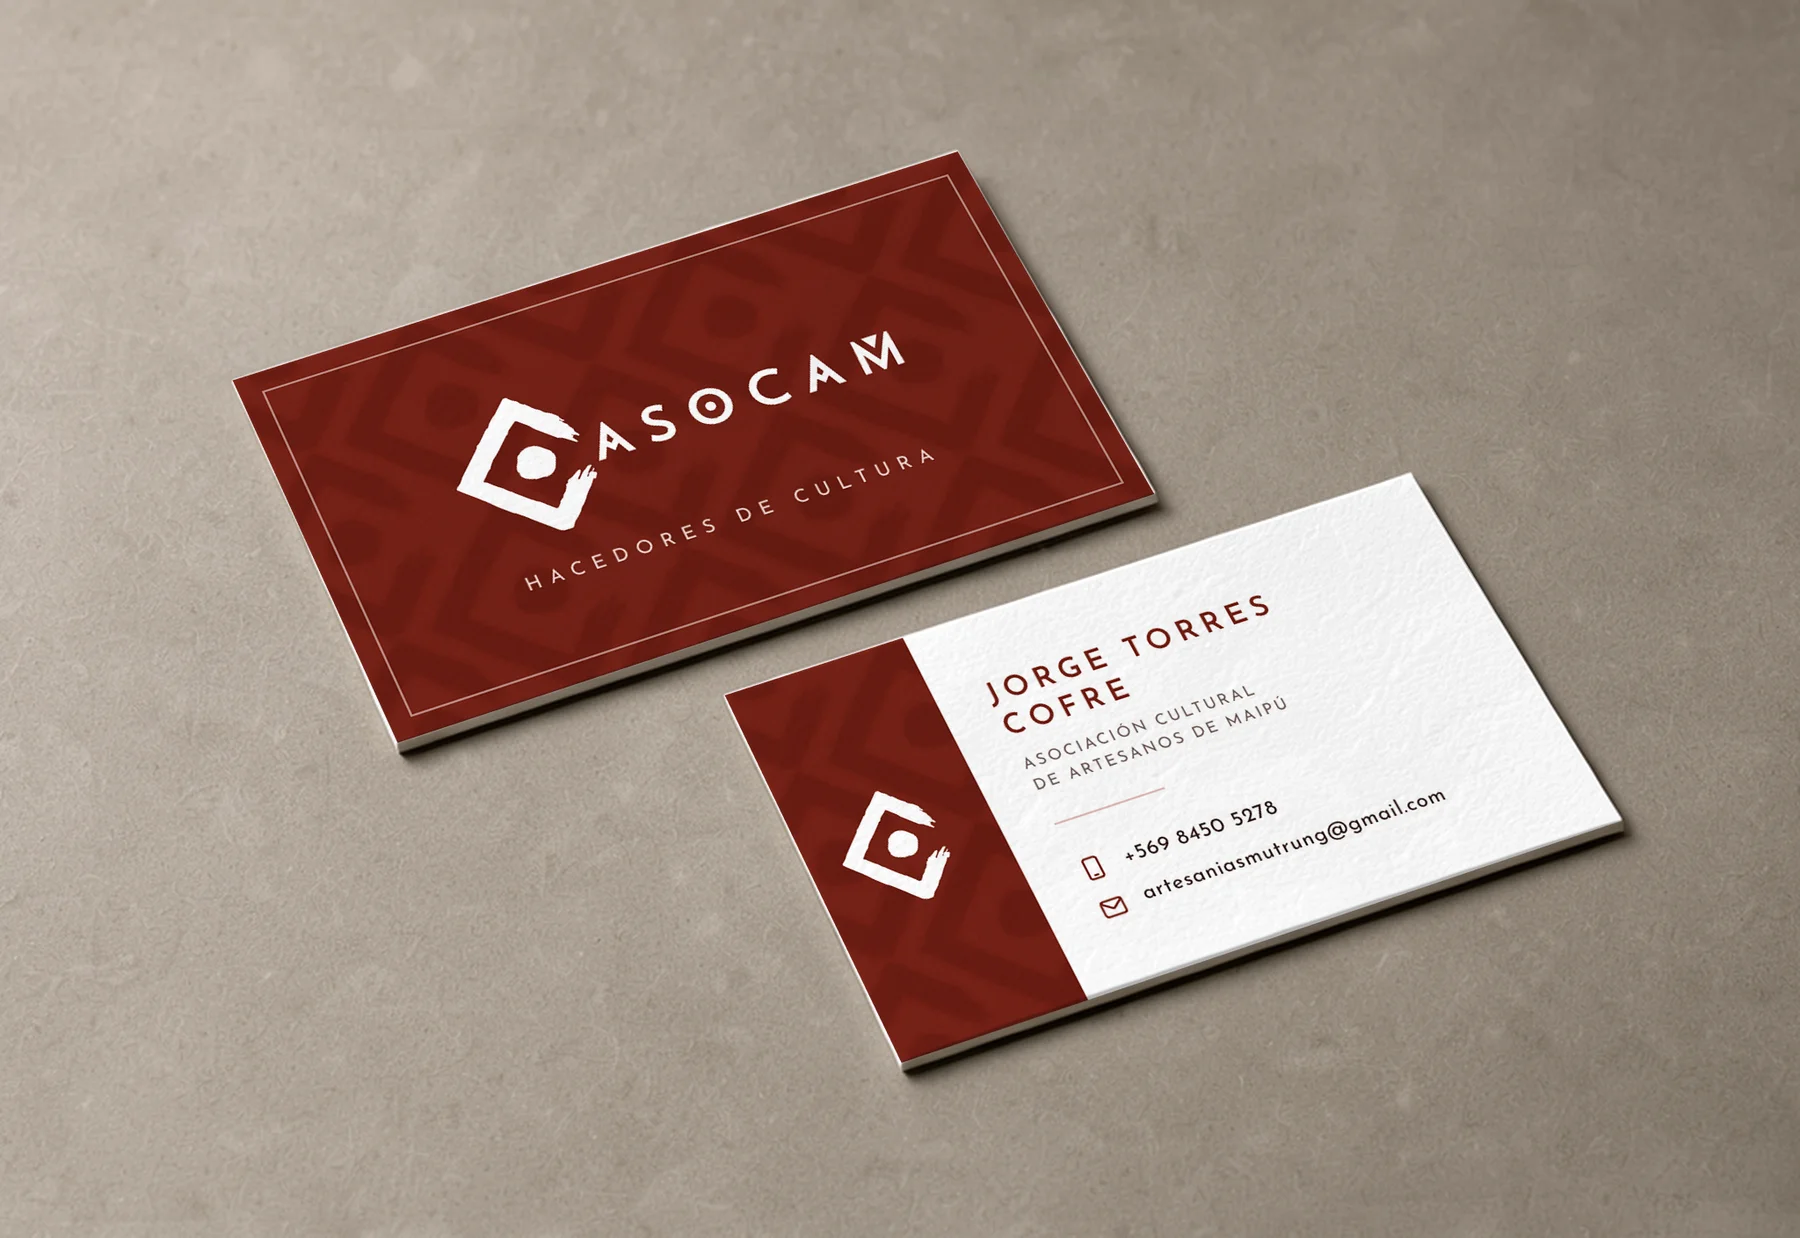 ASOCAM
HACEDORES DE CULTURA
JORGE TORRES
COFRE
ASOCIACIÓN CULTURAL
DE ARTESANOS DE MAIPÚ
+569 8450 5278
artesaniasmutrung@gmail.com